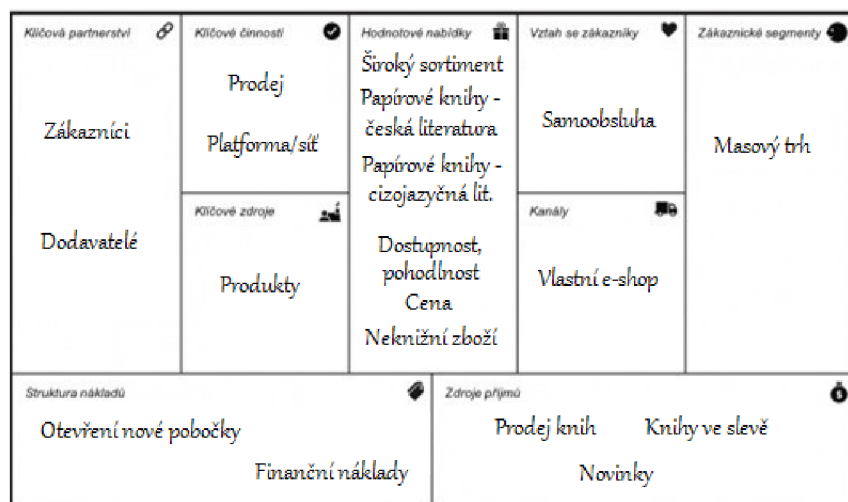 Klíčová partnerství
Zákazníci
Dodavatelé
Klíčové činnosti
Prodej
Platforma/síť
Klíčové zdroje
Produkty
Hodnotové nabídky
Široký sortiment
Papírové knihy -
česká literatura
Papírové knihy -
cizojazyčná lit.
Dostupnost,
pohodlnost
Cena
Neknižní zboží
Vztah se zákazníky
Samoobsluha
Kanály
Vlastní e-shop
Zákaznické segmenty
Masový trh
Struktura nákladů
Otevření nové pobočky
Finanční náklady
Zdroje příjmů
Prodej knih
Knihy ve slevě
Novinky